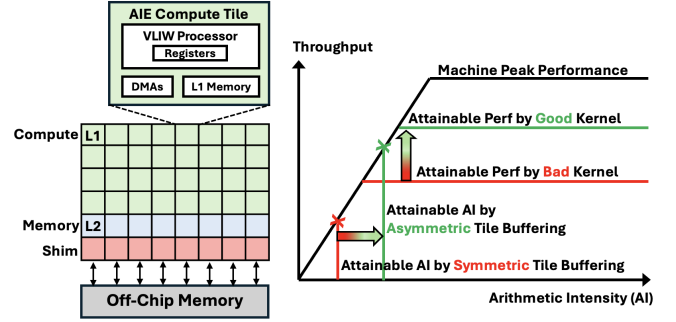 AIE Compute Tile
VLIW Processor
Registers
DMAs
L1 Memory
Compute
L1
Memory
L2
Shim
Off-Chip Memory
Throughput
Machine Peak Performance
Attainable Perf by Good Kernel
Attainable Perf by Bad Kernel
Attainable AI by
Asymmetric Tile Buffering
Attainable AI by Symmetric Tile Buffering
Arithmetic Intensity (AI)